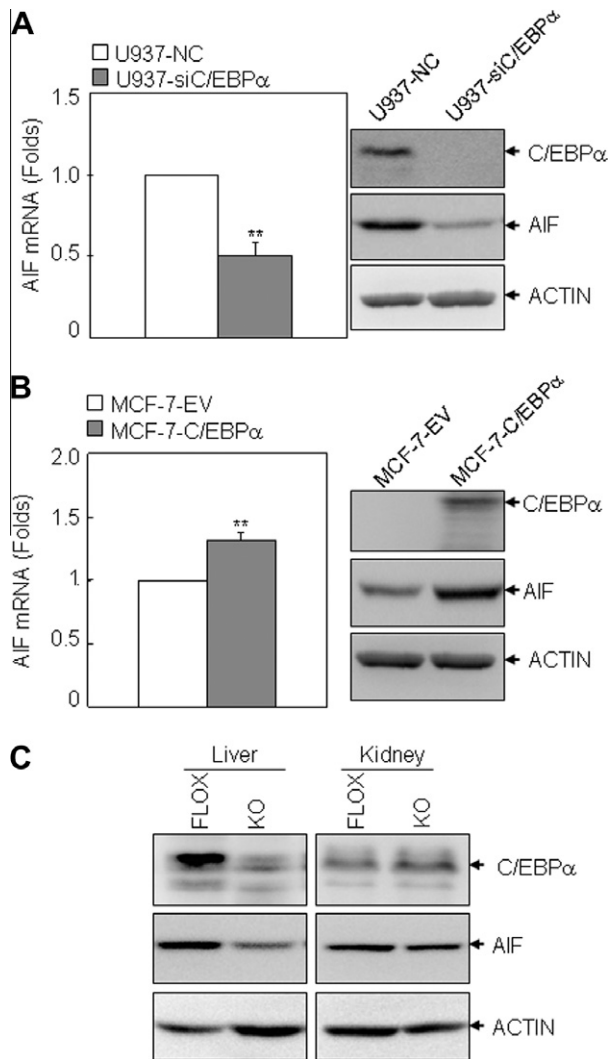 A
U937-NC
U937-siC/EBPα
AIF mRNA (Folds)
1.5
1.0
0.5
0
**
U937-NC
U937-siC/EBPα
C/EBPα
AIF
ACTIN
B
MCF-7-EV
MCF-7-C/EBPα
AIF mRNA (Folds)
2.0
1.5
1
0.5
0
**
MCF-7-EV
MCF-7-C/EBPα
C/EBPα
AIF
ACTIN
C
Liver
Kidney
FLOX
KO
FLOX
KO
C/EBPα
AIF
ACTIN